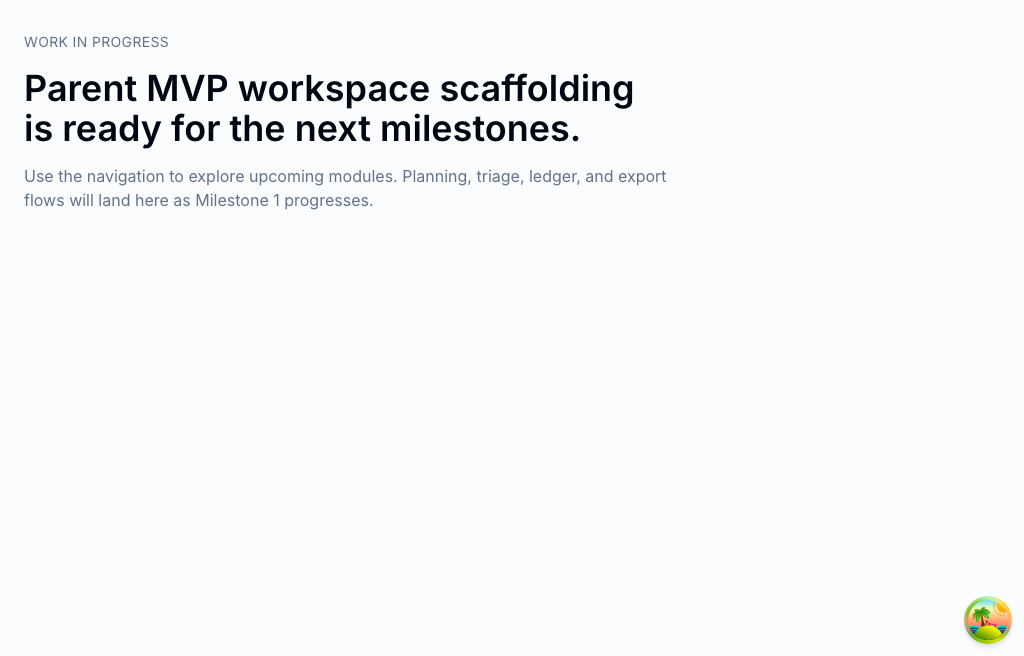 WORK IN PROGRESS
Parent MVP workspace scaffolding
is ready for the next milestones.
Use the navigation to explore upcoming modules. Planning, triage, ledger, and export
flows will land here as Milestone 1 progresses.